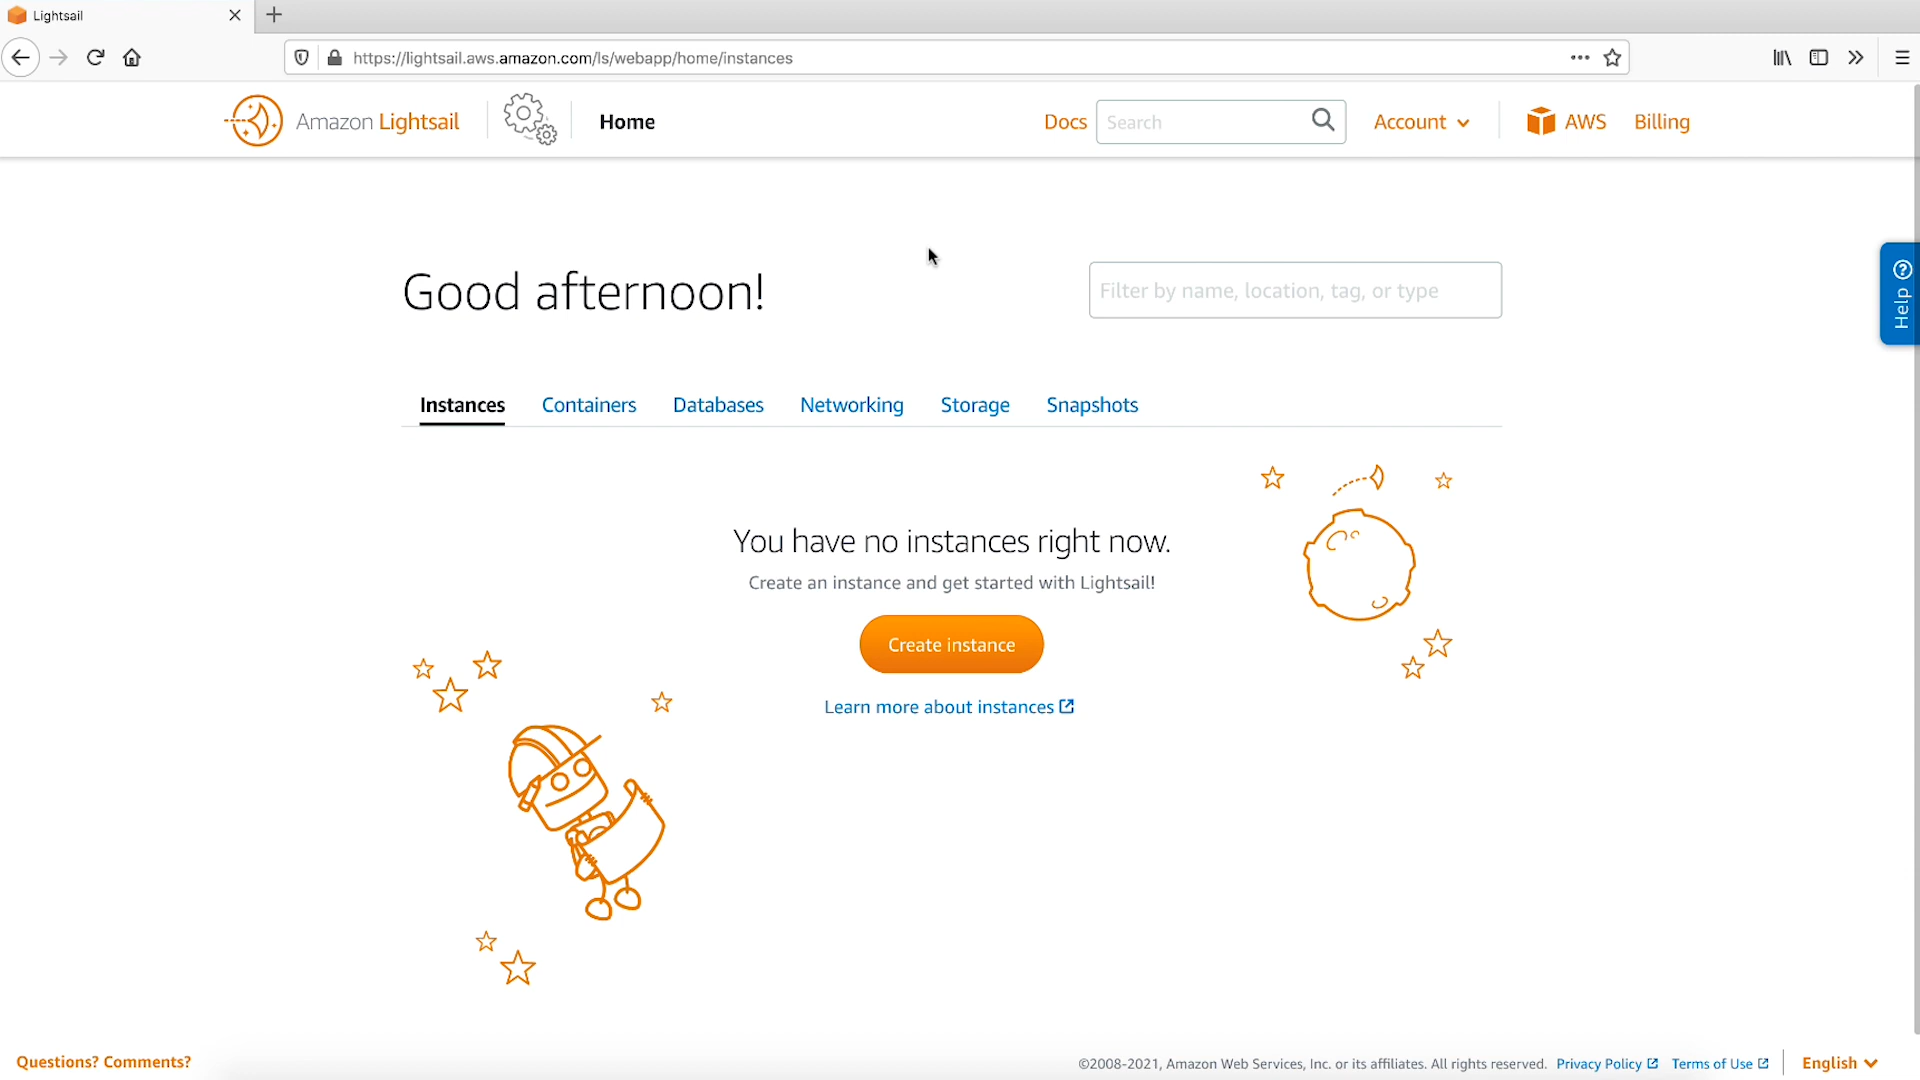 Lightsail
https://lightsail.aws.amazon.com/ls/webapp/home/instances
Amazon Lightsail
Home
Docs
Search
Account
AWS
Billing
Help
Good afternoon!
Filter by name, location, tag, or type
Instances Containers Databases Networking Storage Snapshots
You have no instances right now.
Create an instance and get started with Lightsail!
Create instance
Learn more about instances
Questions? Comments?
©2008-2021, Amazon Web Services, Inc. or its affiliates. All rights reserved. Privacy Policy Terms of Use English